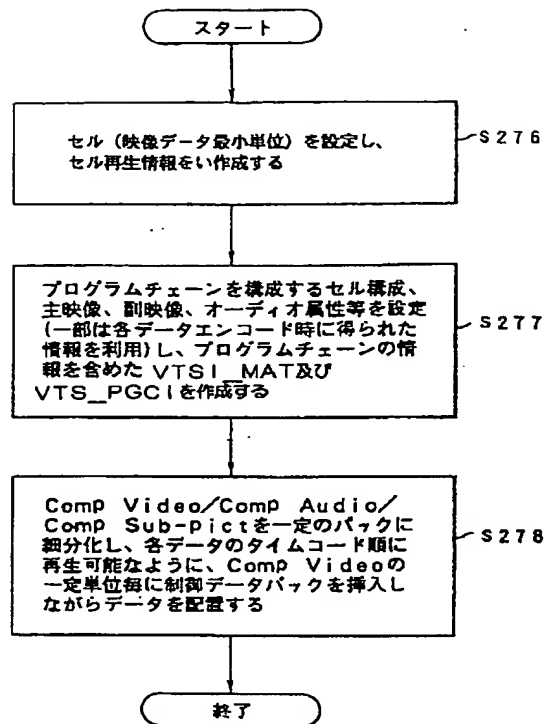 スタート
セル（映像データ最小単位）を設定し、
セル再生情報をい作成する
S276
プログラムチェーンを構成するセル構成、
主映像、副映像、オーディオ属性等を設定
(一部は各データエンコード時に得られた
情報を利用)し、プログラムチェーンの情
報を含めたVTSI_MAT及び
VTS_PGCIを作成する
S277
Comp Video/Comp Audio/
Comp Sub-pictを一定のパックに
細分化し、各データのタイムコード順に
再生可能なように、Comp Videoの
一定単位毎に制御データパックを挿入し
ながらデータを配置する
S278
終了